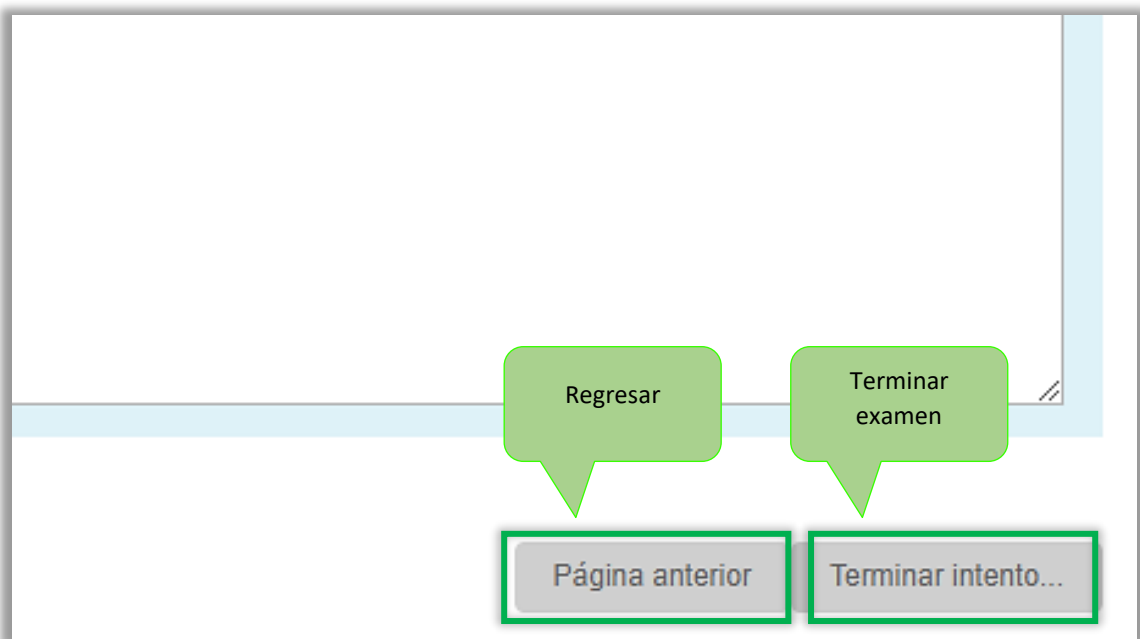 Regresar
Terminar
examen
Página anterior
Terminar intento...